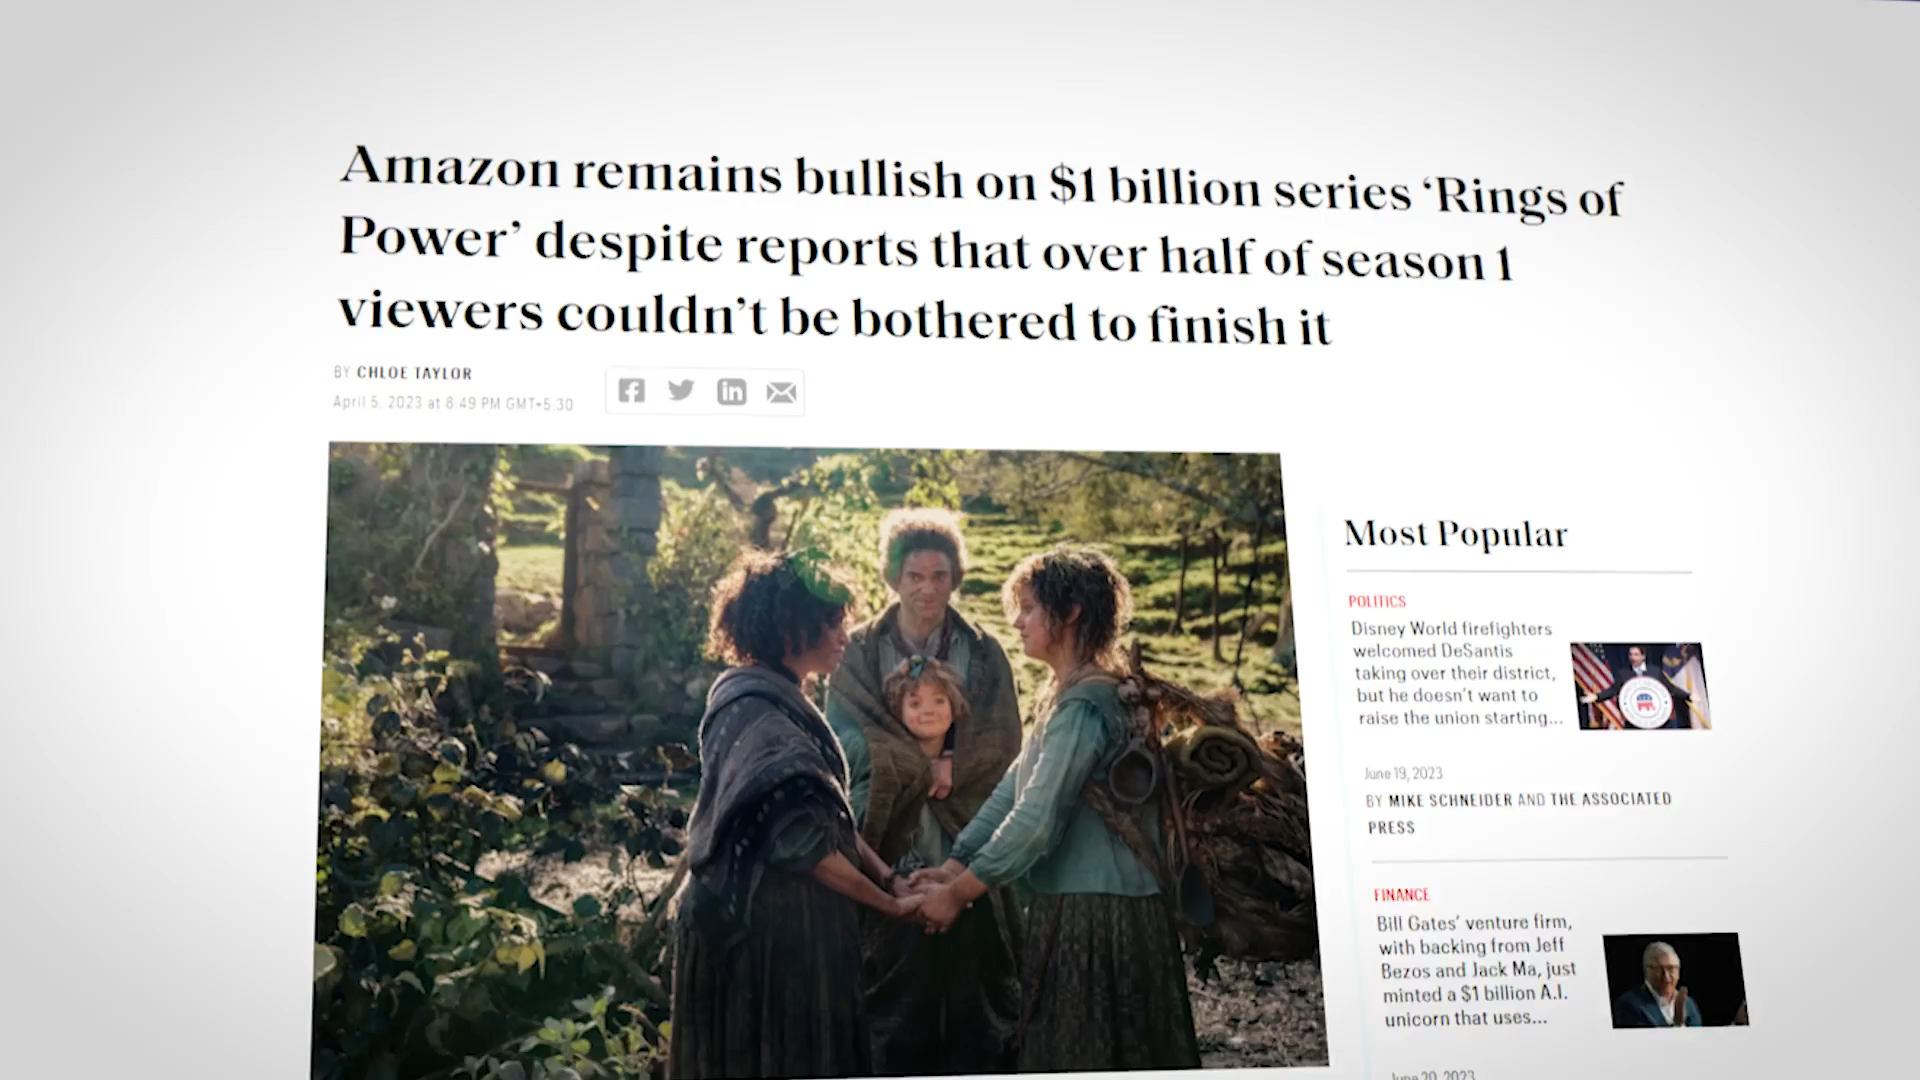 Amazon remains bullish on $1 billion series ‘Rings of
Power’ despite reports that over half of season 1
viewers couldn’t be bothered to finish it
BY CHLOE TAYLOR
April 5, 2023 at 8:49 PM GMT+5:30
Most Popular
POLITICS
Disney World firefighters
welcomed DeSantis
taking over their district,
but he doesn’t want to
raise the union starting...
June 19, 2023
BY MIKE SCHNEIDER AND THE ASSOCIATED
PRESS
FINANCE
Bill Gates’ venture firm,
with backing from Jeff
Bezos and Jack Ma, just
minted a $1 billion A.I.
unicorn that uses...
June 20, 2023